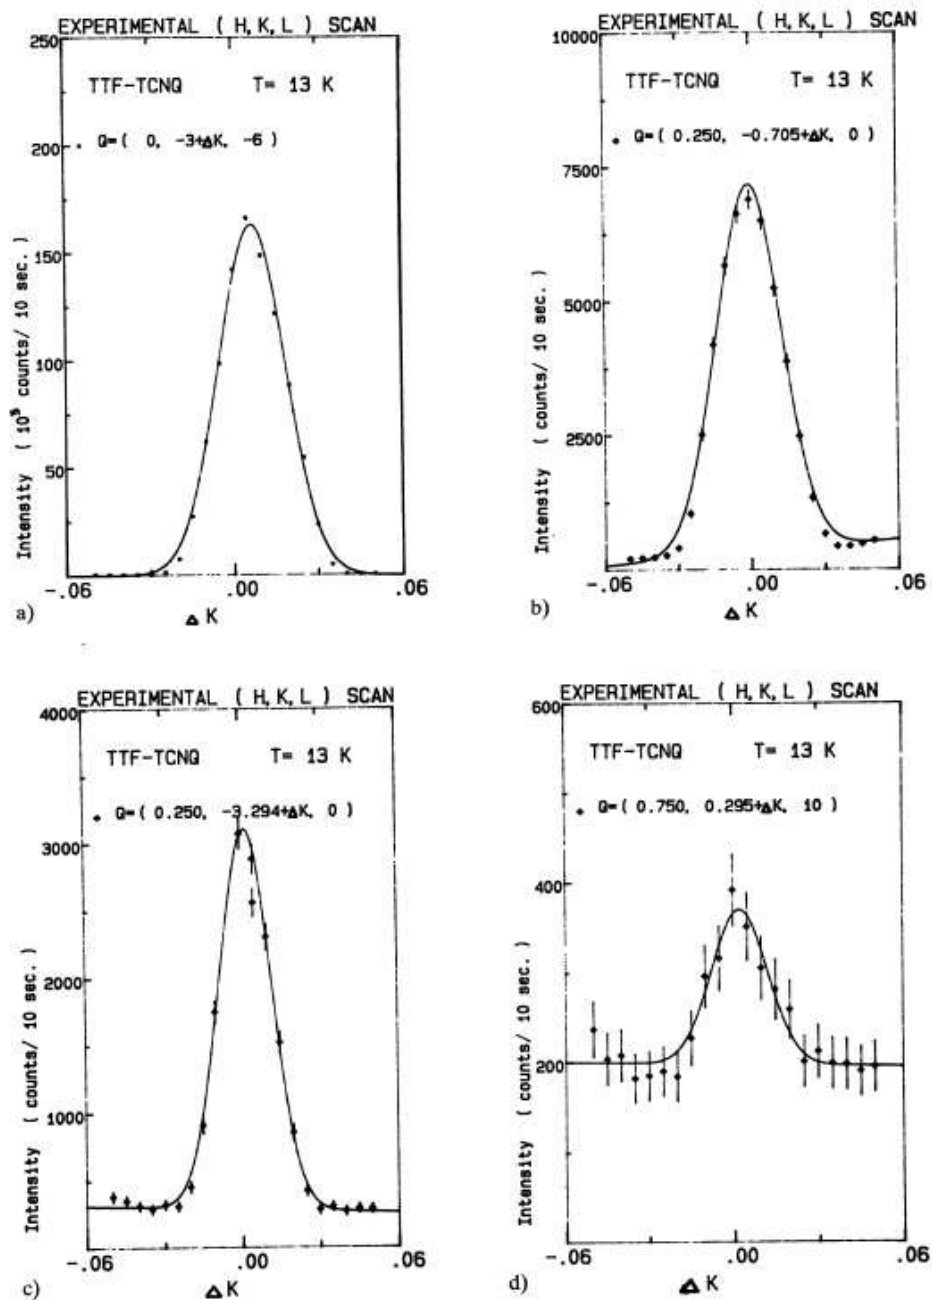 EXPERIMENTAL ( H, K, L ) SCAN
250
TTF-TCNQ T= 13 K
Q=( 0, -3+ΔK, -6 )
200
150
100
50
Intensity ( 10³ counts/ 10 sec. )
-.06 .00 .06
a) Δ K
EXPERIMENTAL ( H, K, L ) SCAN
10000
TTF-TCNQ T= 13 K
Q=( 0.250, -0.705+ΔK, 0 )
7500
5000
2500
Intensity ( counts/ 10 sec. )
-.06 .00 .06
b) Δ K
EXPERIMENTAL ( H, K, L ) SCAN
4000
TTF-TCNQ T= 13 K
Q=( 0.250, -3.294+ΔK, 0 )
3000
2000
1000
Intensity ( counts/ 10 sec. )
-.06 .00 .06
c) Δ K
EXPERIMENTAL ( H, K, L ) SCAN
600
TTF-TCNQ T= 13 K
Q=( 0.750, 0.295+ΔK, 10 )
400
200
Intensity ( counts/ 10 sec. )
-.06 .00 .06
d) Δ K